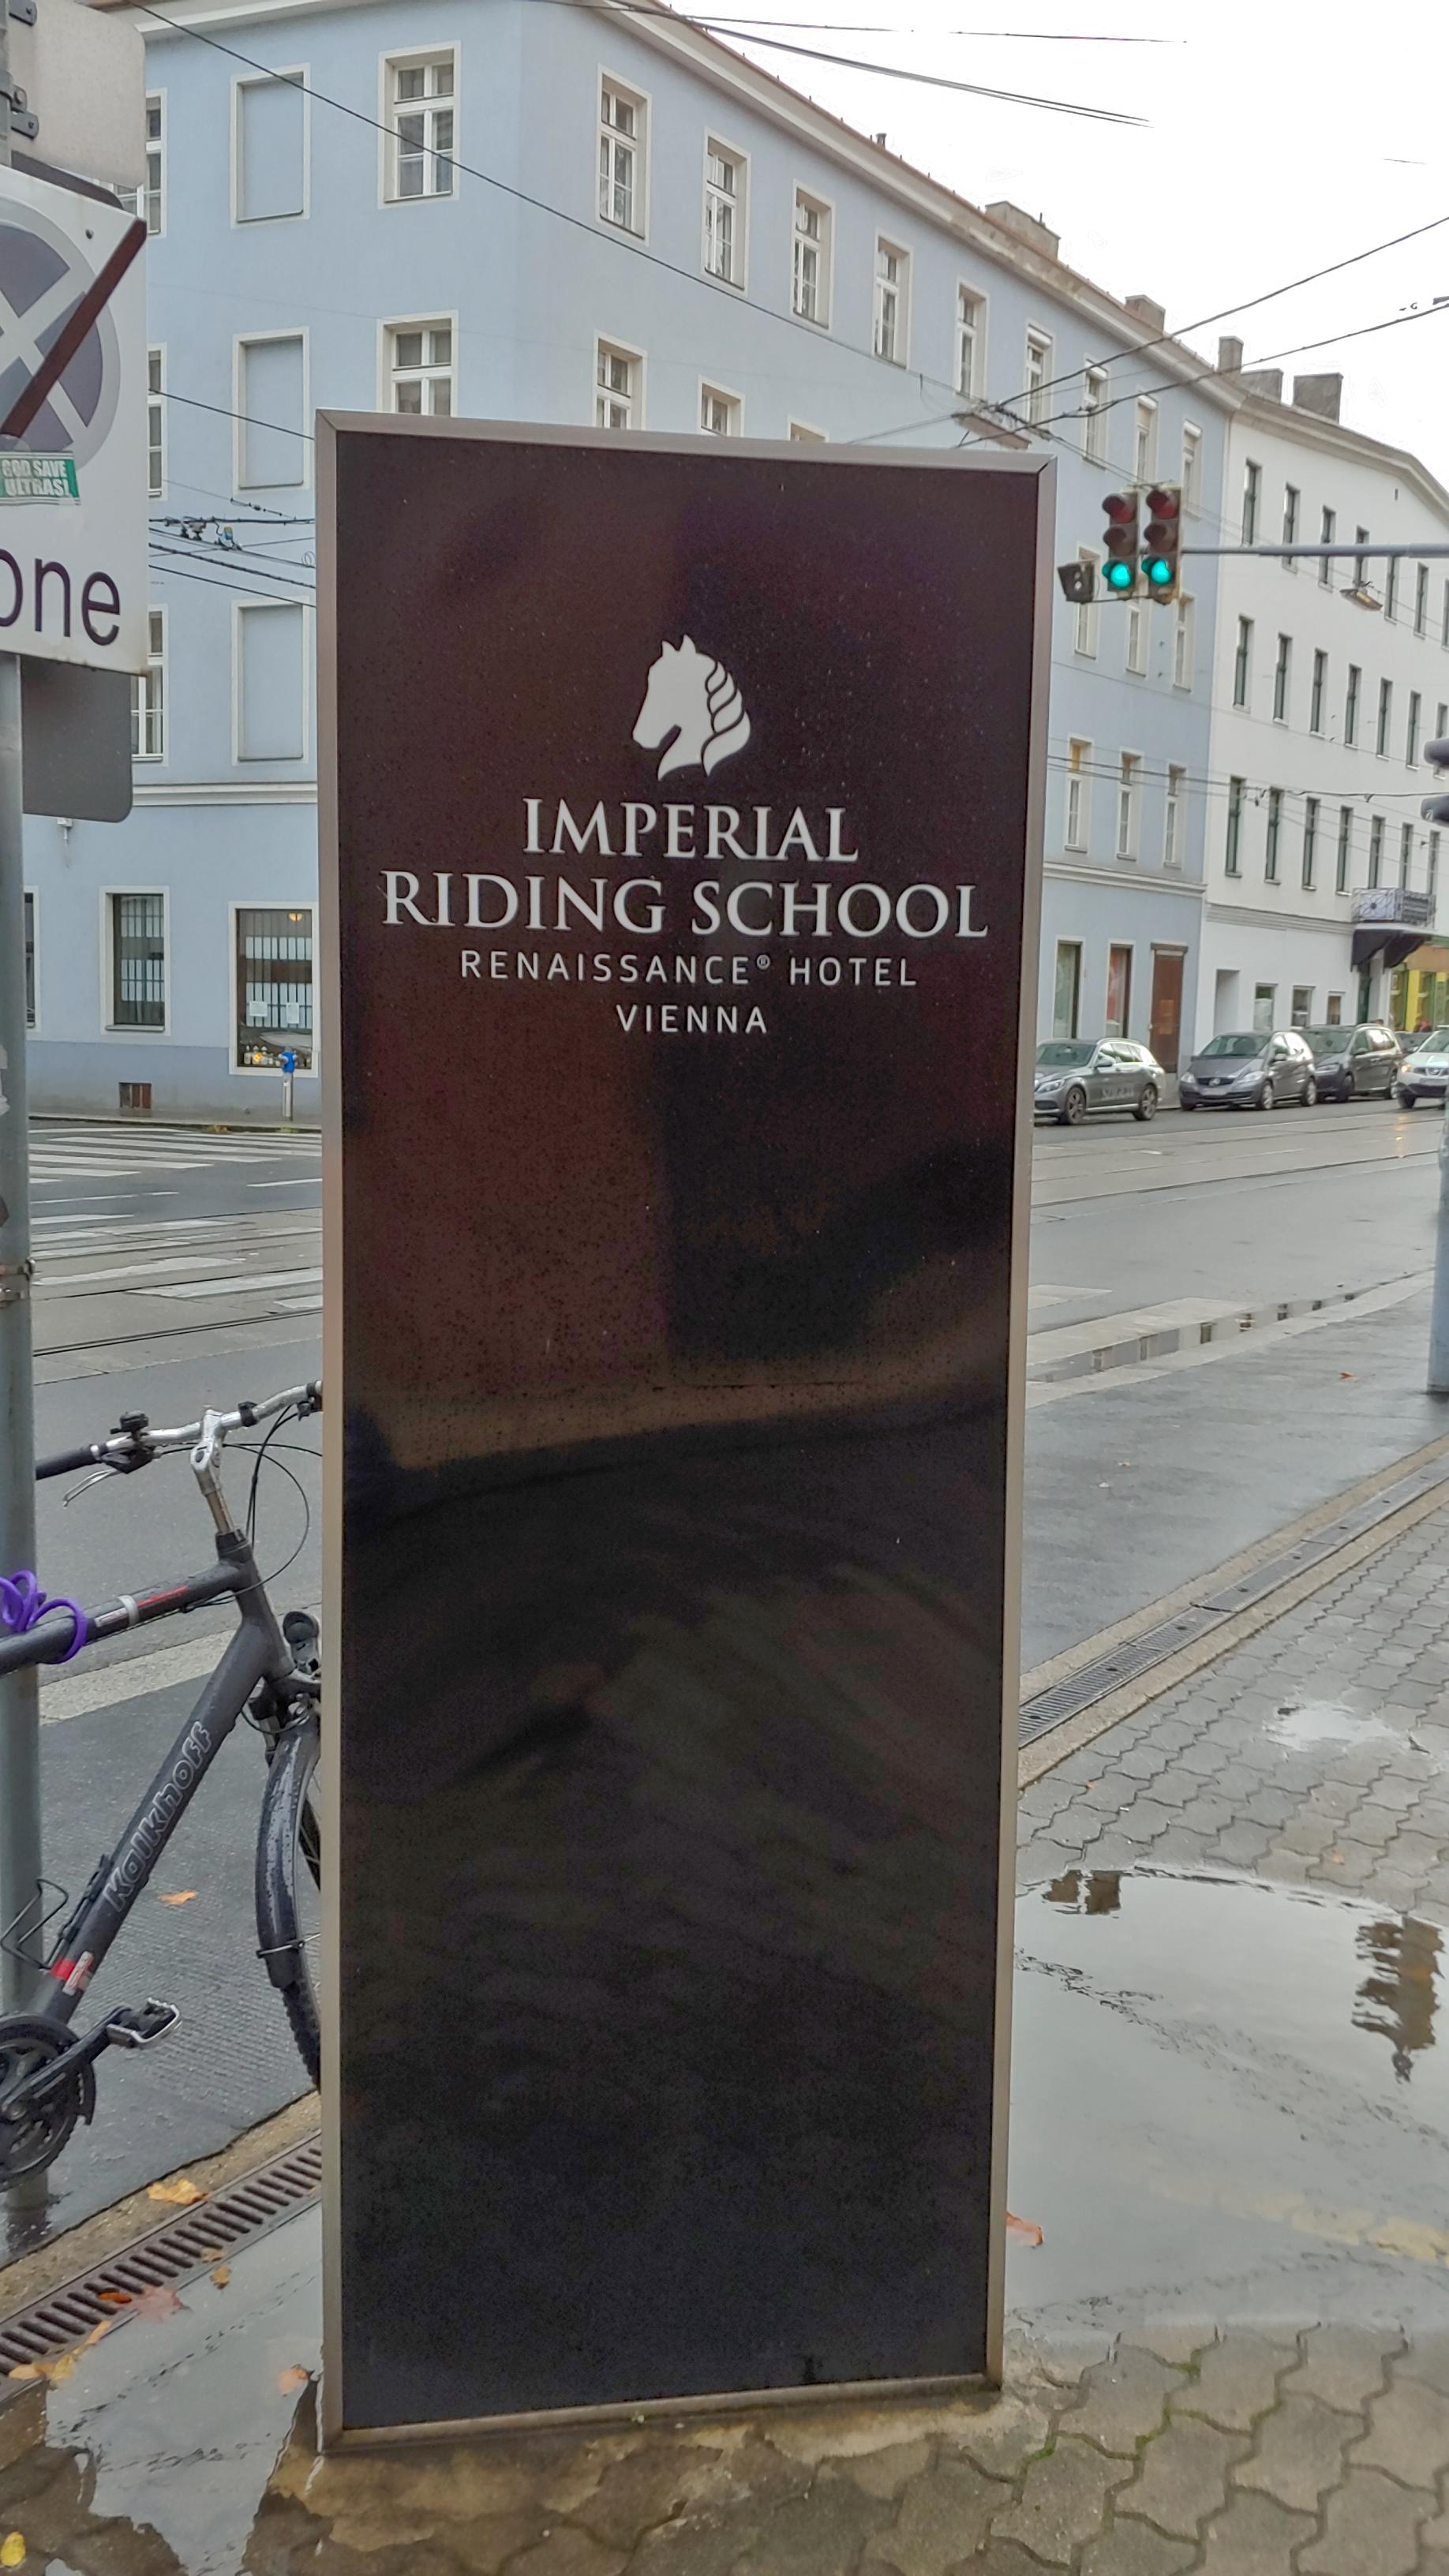 GOD SAVE
ULTRAS!
one
IMPERIAL
RIDING SCHOOL
RENAISSANCE® HOTEL
VIENNA
Kalkhoff